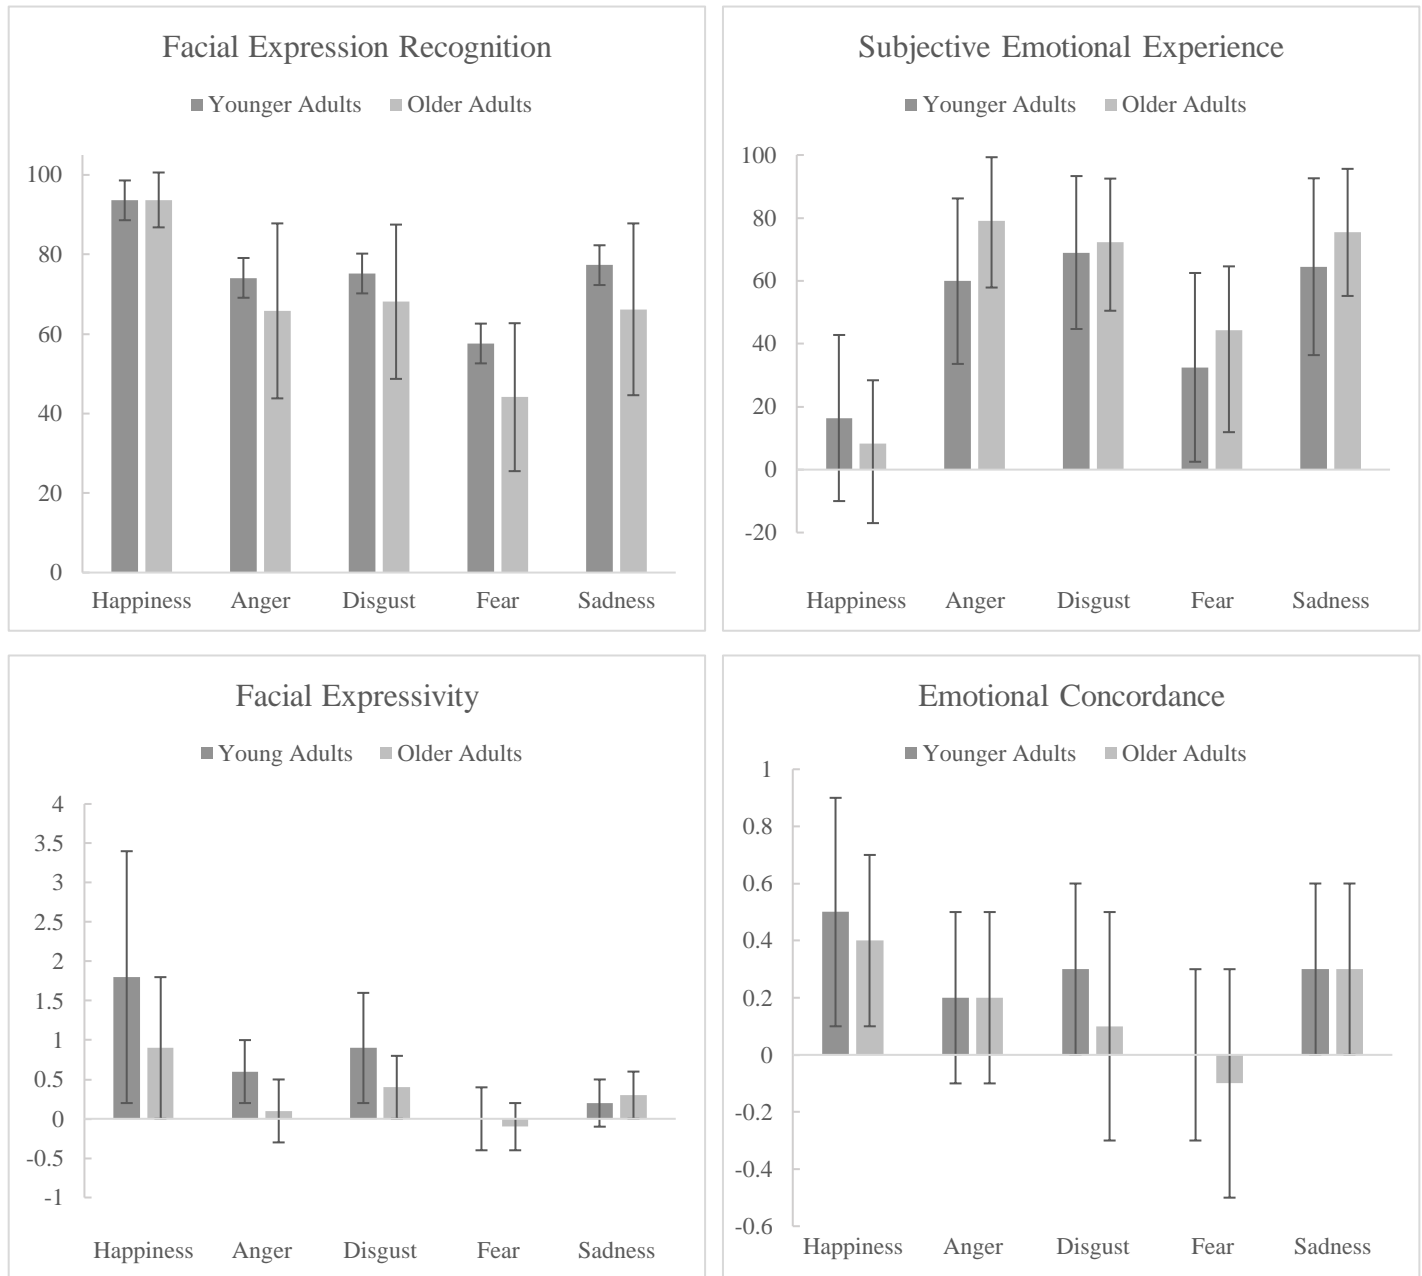 Facial Expression Recognition
Younger Adults Older Adults
100
80
60
40
20
0
Happiness Anger Disgust Fear Sadness
Subjective Emotional Experience
Younger Adults Older Adults
100
80
60
40
20
0
-20
Happiness Anger Disgust Fear Sadness
Facial Expressivity
Young Adults Older Adults
4
3.5
3
2.5
2
1.5
1
0.5
0
-0.5
-1
Happiness Anger Disgust Fear Sadness
Emotional Concordance
Younger Adults Older Adults
1
0.8
0.6
0.4
0.2
0
-0.2
-0.4
-0.6
Happiness Anger Disgust Fear Sadness